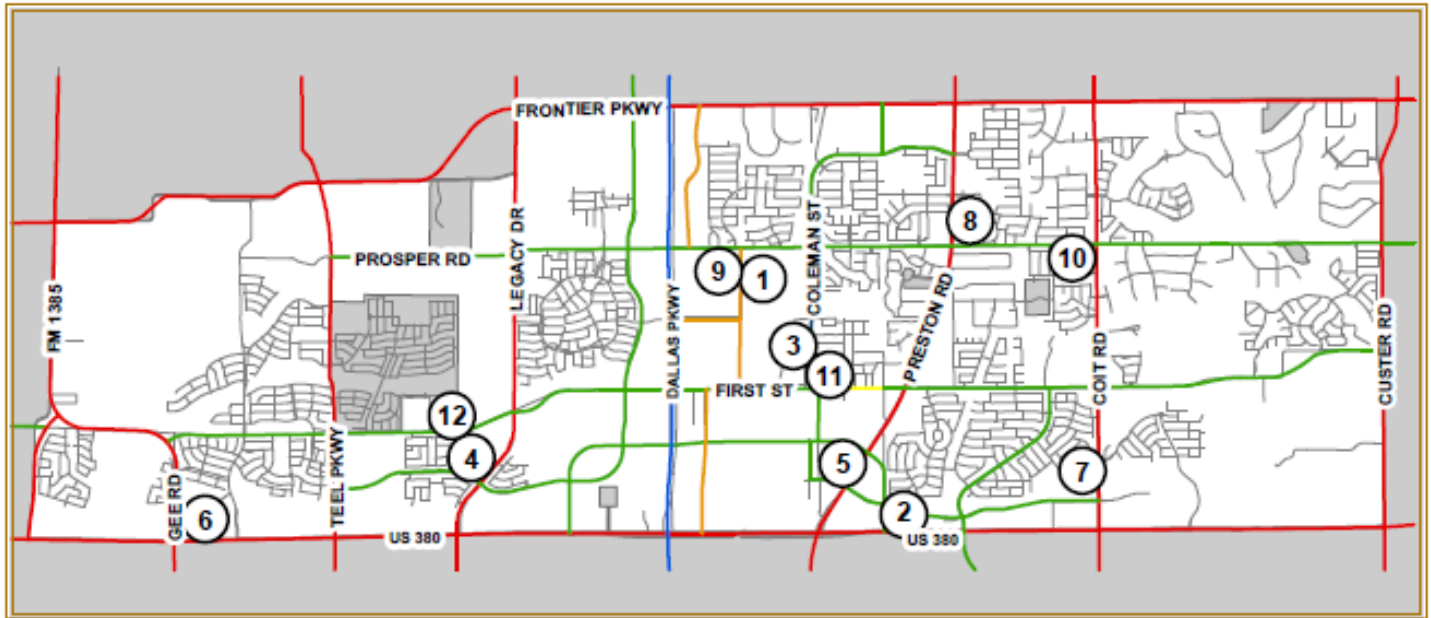 FRONTIER PKWY
LEGACY DR
COLEMAN ST
8
PROSPER RD
10
9
1
FM 1385
DALLAS PKWY
PRESTON RD
3
COIT RD
CUSTER RD
11
FIRST ST
12
4
5
7
TEEL PKWY
GEE RD
6
2
US 380
US 380